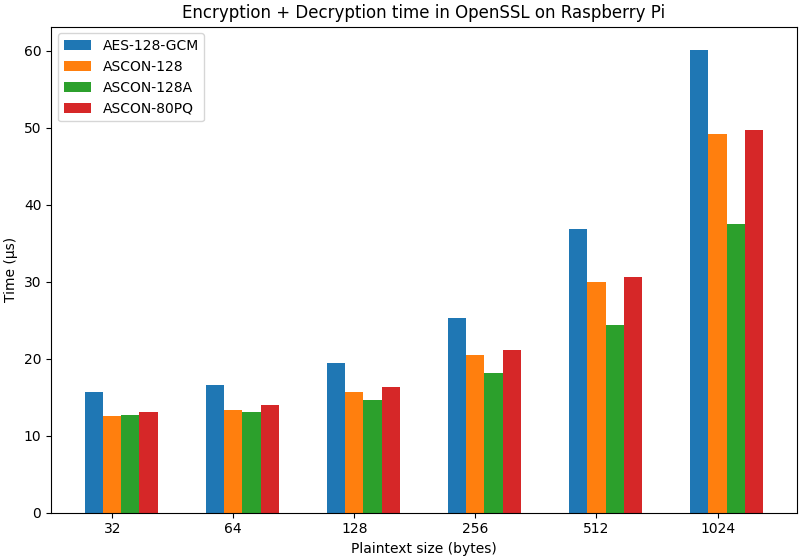 Encryption + Decryption time in OpenSSL on Raspberry Pi
AES-128-GCM
ASCON-128
ASCON-128A
ASCON-80PQ
60
50
40
30
20
10
0
Time (µs)
32 64 128 256 512 1024
Plaintext size (bytes)